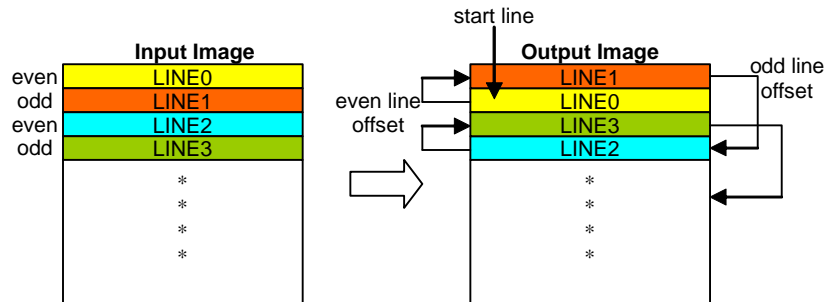 start line
Input Image
Output Image
even LINE0
odd LINE1
even LINE2
odd LINE3
*
*
*
*
even line
offset
LINE1
LINE0
LINE3
LINE2
*
*
*
*
odd line
offset